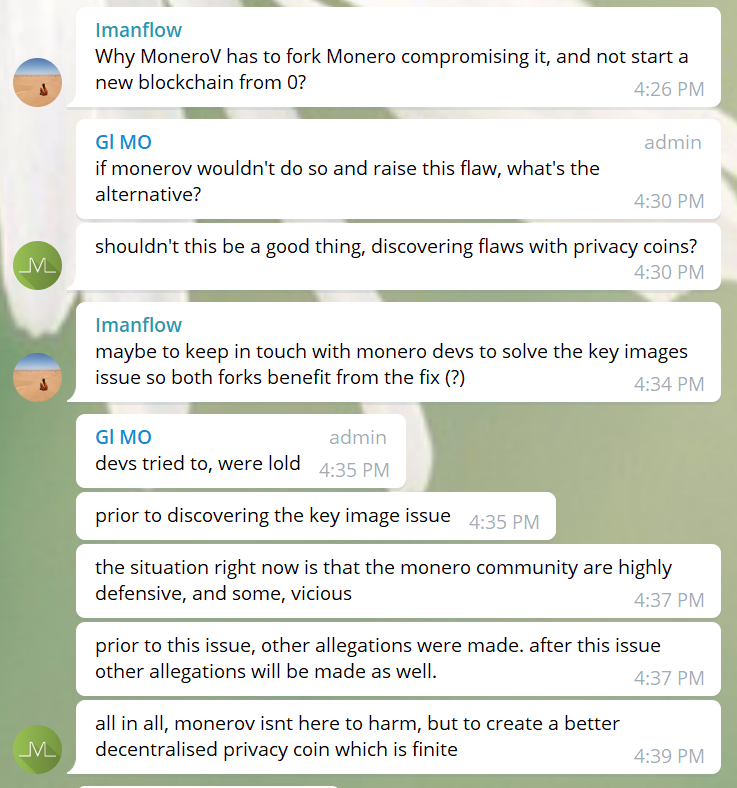 Imanflow
Why MoneroV has to fork Monero compromising it, and not start a
new blockchain from 0?
4:26 PM
Gl MO admin
if monerov wouldn't do so and raise this flaw, what's the
alternative?
4:30 PM
shouldn't this be a good thing, discovering flaws with privacy coins?
4:30 PM
Imanflow
maybe to keep in touch with monero devs to solve the key images
issue so both forks benefit from the fix (?)
4:34 PM
Gl MO admin
devs tried to, were lold 4:35 PM
prior to discovering the key image issue 4:35 PM
the situation right now is that the monero community are highly
defensive, and some, vicious
4:37 PM
prior to this issue, other allegations were made. after this issue
other allegations will be made as well.
4:37 PM
all in all, monerov isnt here to harm, but to create a better
decentralised privacy coin which is finite
4:39 PM